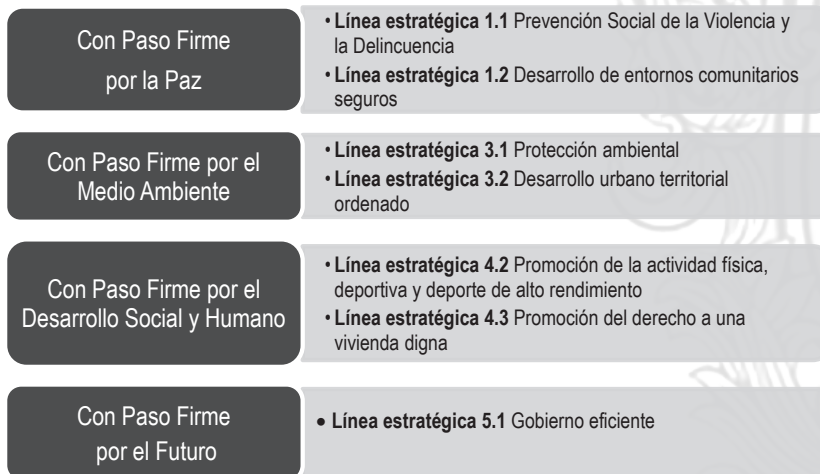 Con Paso Firme
por la Paz
• Línea estratégica 1.1 Prevención Social de la Violencia y
la Delincuencia
• Línea estratégica 1.2 Desarrollo de entornos comunitarios
seguros
Con Paso Firme por el
Medio Ambiente
• Línea estratégica 3.1 Protección ambiental
• Línea estratégica 3.2 Desarrollo urbano territorial
ordenado
Con Paso Firme por el
Desarrollo Social y Humano
• Línea estratégica 4.2 Promoción de la actividad física,
deportiva y deporte de alto rendimiento
• Línea estratégica 4.3 Promoción del derecho a una
vivienda digna
Con Paso Firme
por el Futuro
• Línea estratégica 5.1 Gobierno eficiente